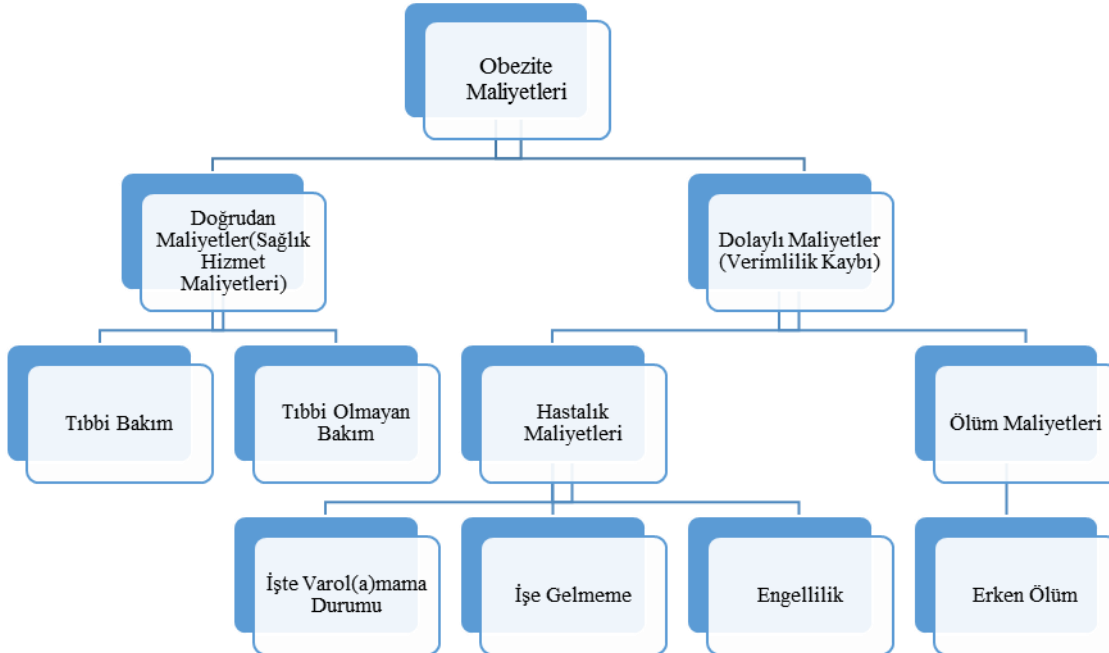 Obezite
Maliyetleri
Doğrudan
Maliyetler(Sağlık
Hizmet
Maliyetleri)
Dolaylı Maliyetler
(Verimlilik Kaybı)
Tıbbi Bakım
Tıbbi Olmayan
Bakım
Hastalık
Maliyetleri
Ölüm Maliyetleri
İşte Varol(a)mama
Durumu
İşe Gelmeme
Engellilik
Erken Ölüm